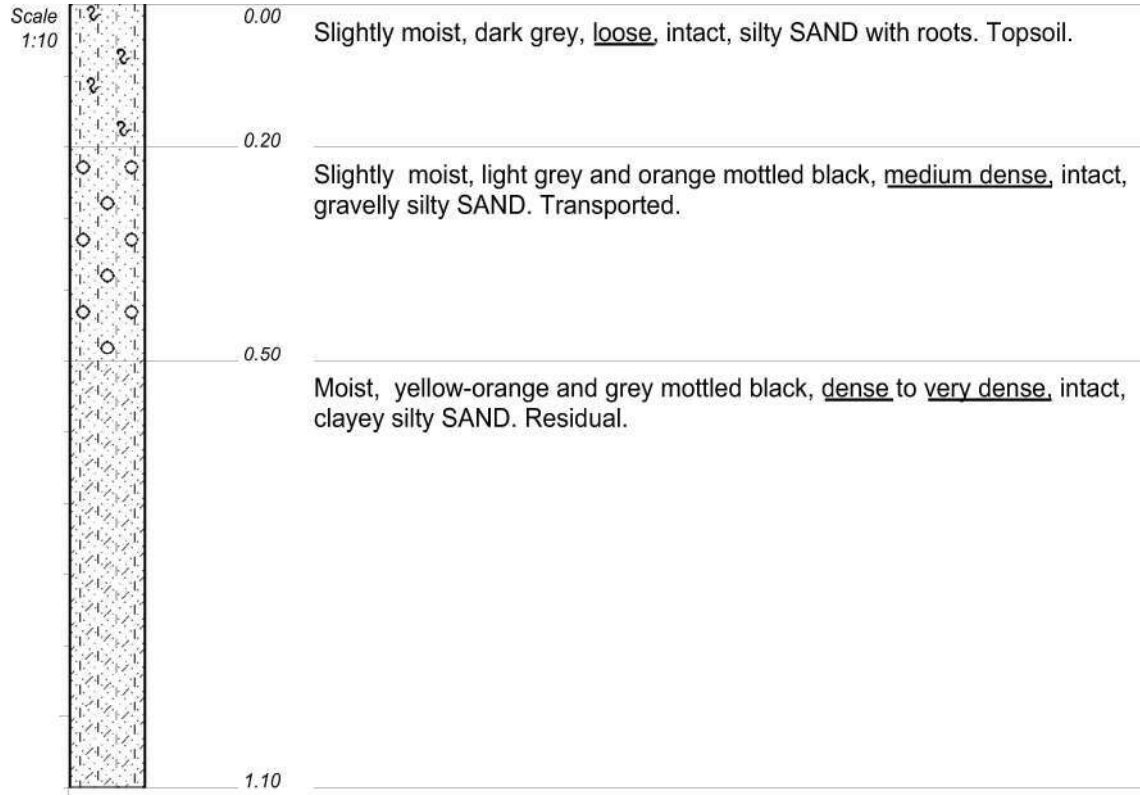 Scale
1:10
0.00
Slightly moist, dark grey, loose, intact, silty SAND with roots. Topsoil.
0.20
Slightly moist, light grey and orange mottled black, medium dense, intact,
gravelly silty SAND. Transported.
0.50
Moist, yellow-orange and grey mottled black, dense to very dense, intact,
clayey silty SAND. Residual.
1.10